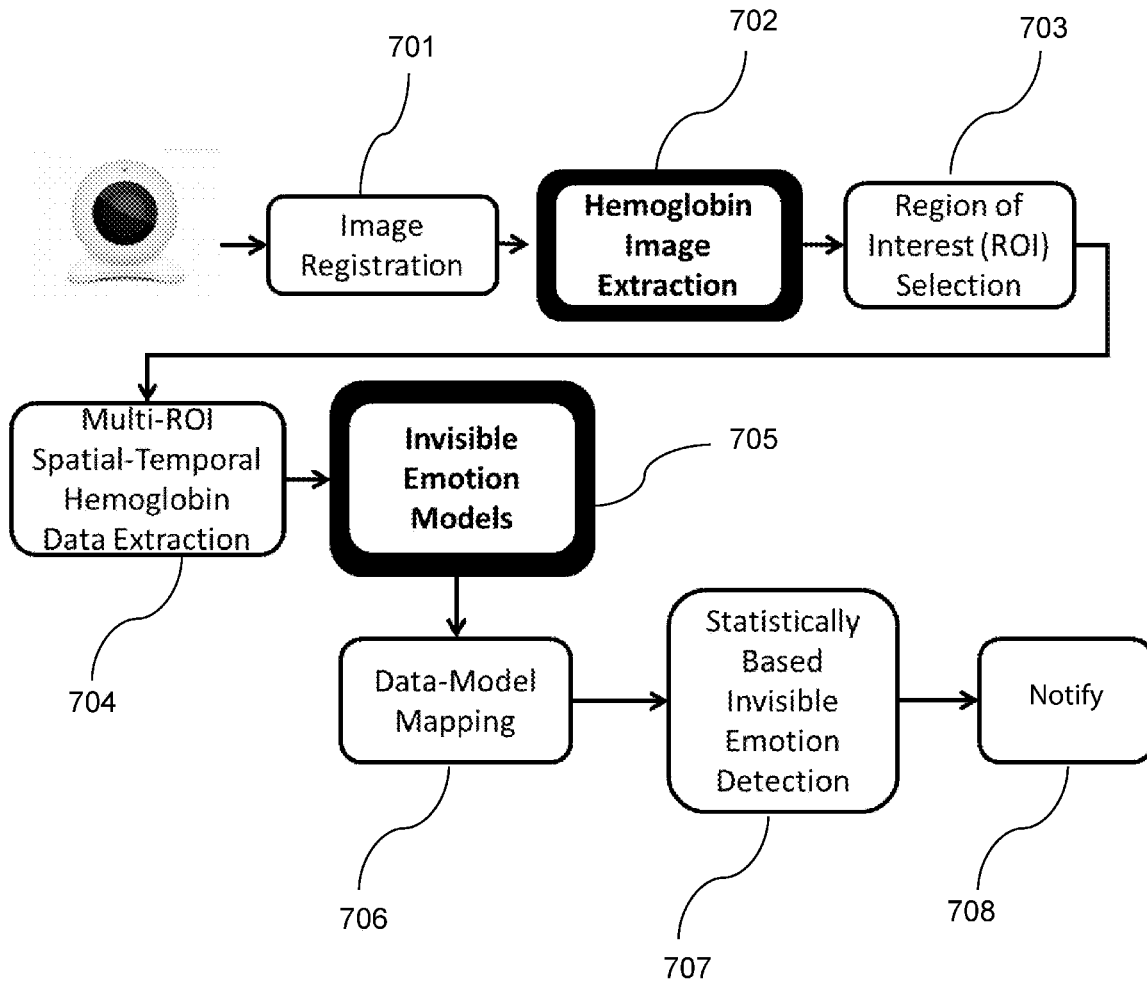 701
702
703
Image
Registration
Hemoglobin
Image
Extraction
Region of
Interest (ROI)
Selection
Multi-ROI
Spatial-Temporal
Hemoglobin
Data Extraction
Invisible
Emotion
Models
705
704
Data-Model
Mapping
Statistically
Based
Invisible
Emotion
Detection
Notify
706
707
708